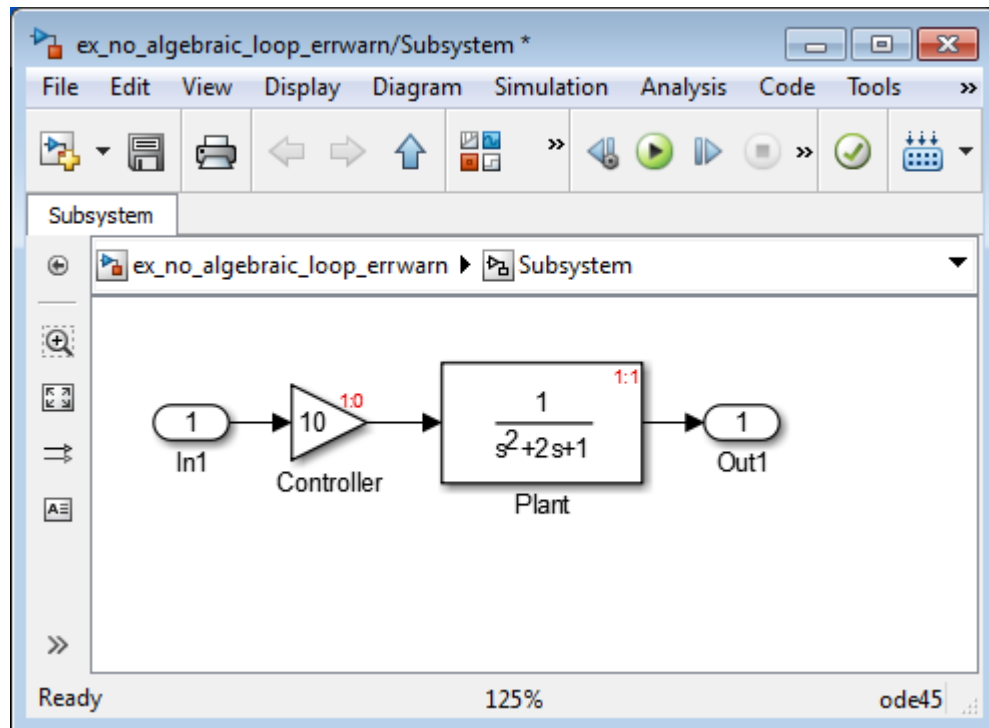 ex_no_algebraic_loop_errwarn/Subsystem *
File Edit View Display Diagram Simulation Analysis Code Tools »
» »
Subsystem
ex_no_algebraic_loop_errwarn Subsystem
1:1
1:0
1
1 10 1
s²+2s+1
In1 Out1
Controller
Plant
A
»
Ready 125% ode45